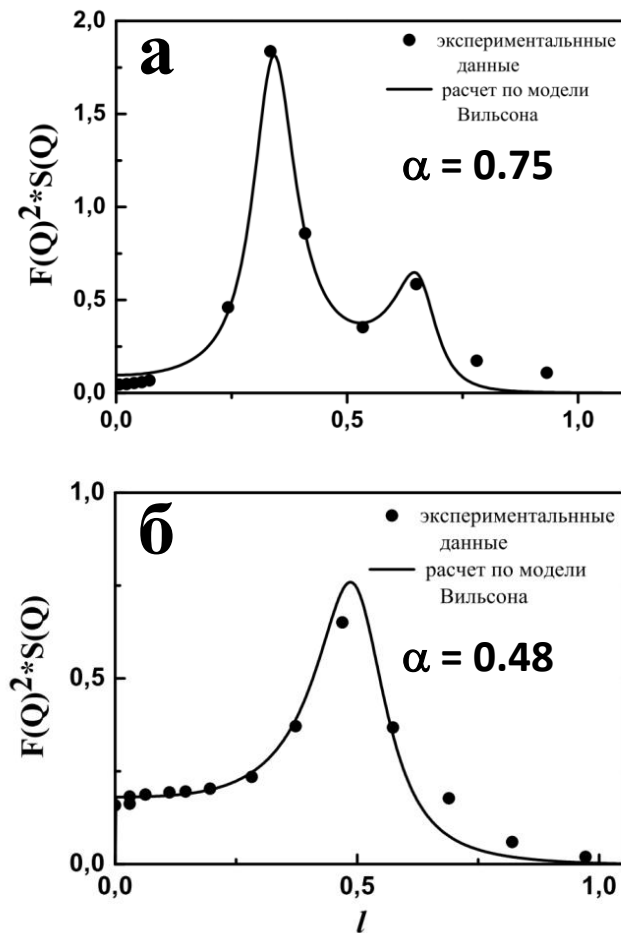 а
2,0
1,5
1,0
0,5
0,0
F(Q)²*S(Q)
экспериментальнные
данные
расчет по модели
Вильсона
α = 0.75
0,0
0,5
1,0
б
1,0
0,5
0,0
F(Q)²*S(Q)
экспериментальнные
данные
расчет по модели
Вильсона
α = 0.48
0,0
0,5
1,0
l